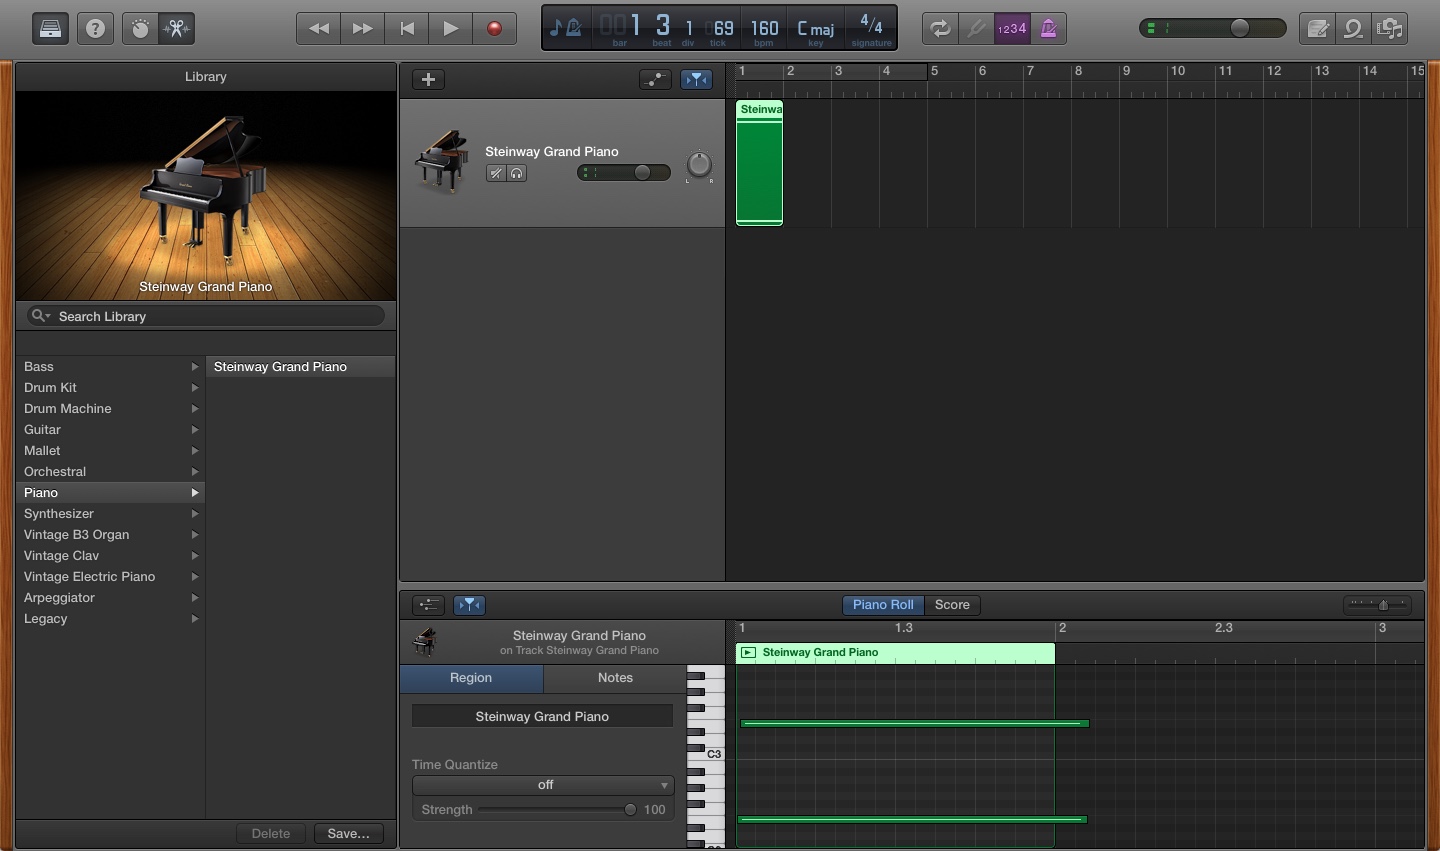 1 3 1 69 160 C maj 4/4
bar beat div tick bpm key signature
1234
Library
Steinway Grand Piano
Search Library
Bass
Drum Kit
Drum Machine
Guitar
Mallet
Orchestral
Piano
Synthesizer
Vintage B3 Organ
Vintage Clav
Vintage Electric Piano
Arpeggiator
Legacy
Steinway Grand Piano
Delete Save...
1 2 3 4 5 6 7 8 9 10 11 12 13 14 15
Steinway Grand Piano
L R
Steinwa
Piano Roll Score
Steinway Grand Piano
on Track Steinway Grand Piano
1 1.3 2 2.3 3
Steinway Grand Piano
Region Notes
Steinway Grand Piano
C3
Time Quantize
off
Strength 100